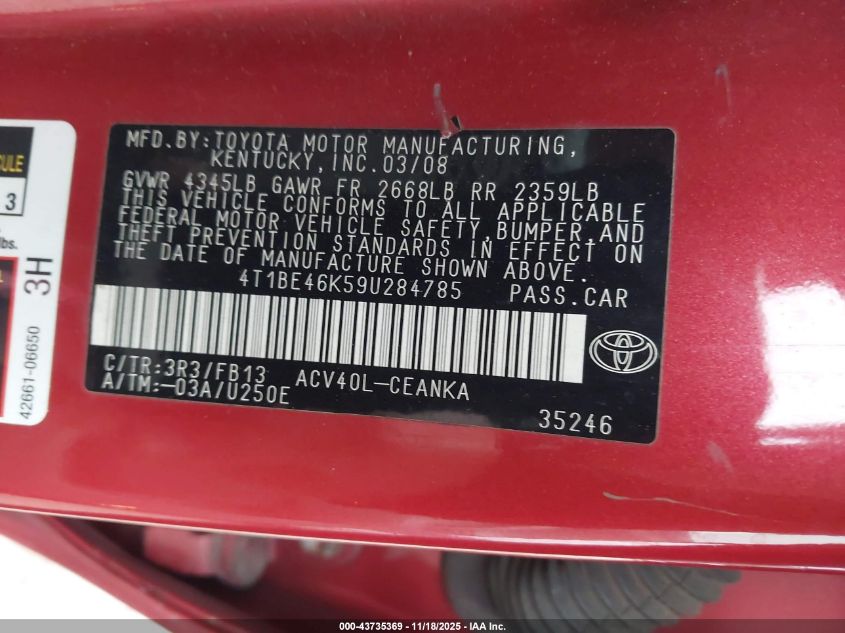 ULE
3
lbs.
L
3H
42661-06650
MFD.BY:TOYOTA MOTOR MANUFACTURING,
KENTUCKY,INC.03/08
GVWR 4345LB GAWR FR 2668LB RR 2359LB
THIS VEHICLE CONFORMS TO ALL APPLICABLE
FEDERAL MOTOR VEHICLE SAFETY,BUMPER,AND
THEFT PREVENTION STANDARDS IN EFFECT ON
THE DATE OF MANUFACTURE SHOWN ABOVE.
4T1BE46K59U284785 PASS.CAR
C/TR:3R3/FB13 ACV40L-CEANKA
A/TM:-03A/U250E
35246
000-43735369 | 11/18/2025 | IAA Inc.